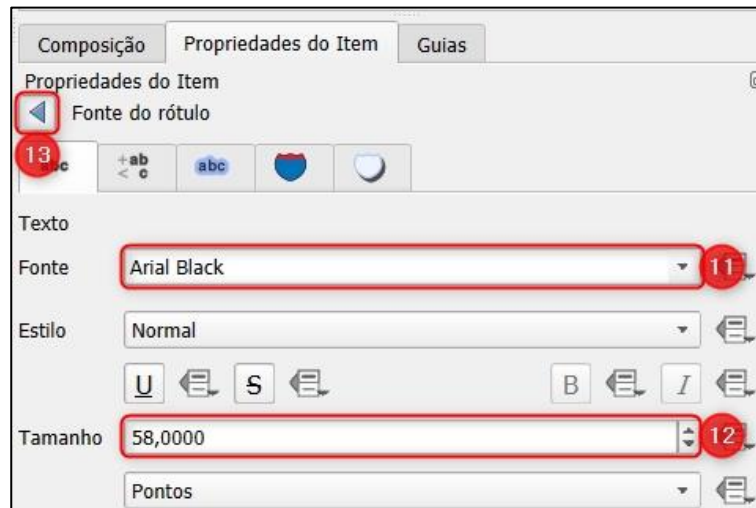 Composição Propriedades do Item Guias
Propriedades do Item
Fonte do rótulo
13 abc +ab < c abc
Texto
Fonte Arial Black 11
Estilo Normal
U S B I
Tamanho 58,0000 12
Pontos